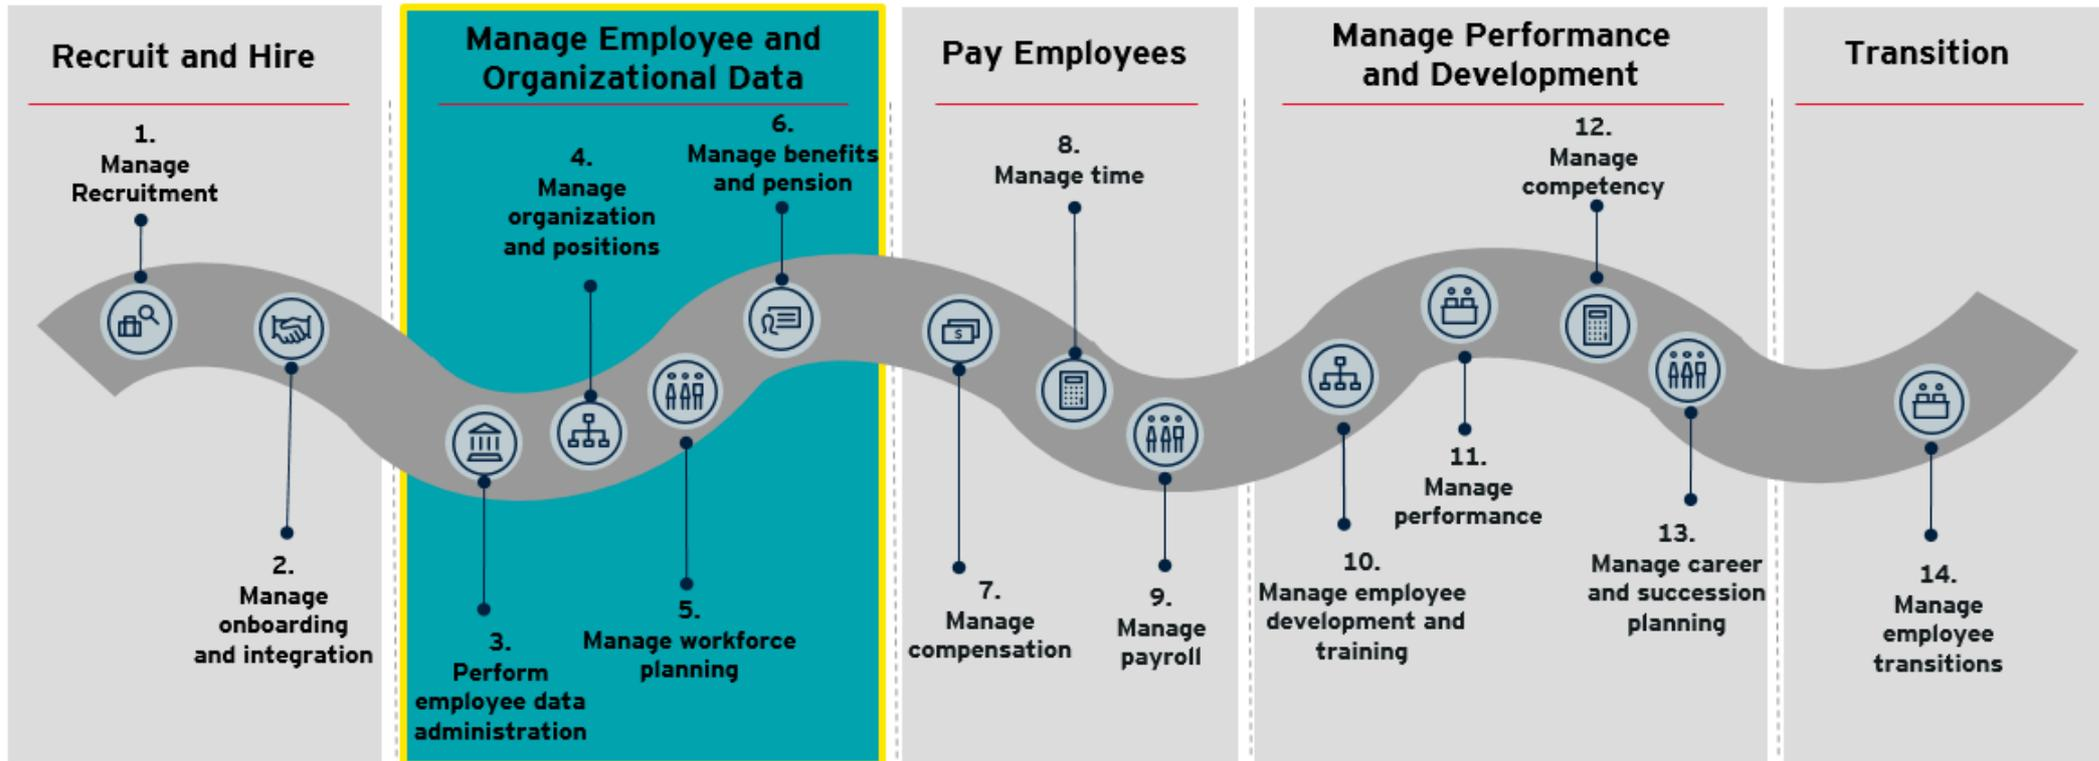 Recruit and Hire
1.
Manage
Recruitment
2.
Manage
onboarding
and integration
Manage Employee and
Organizational Data
3.
Perform
employee data
administration
4.
Manage
organization
and positions
5.
Manage workforce
planning
6.
Manage benefits
and pension
Pay Employees
$
7.
Manage
compensation
8.
Manage time
9.
Manage
payroll
Manage Performance
and Development
10.
Manage employee
development and
training
11.
Manage
performance
12.
Manage
competency
13.
Manage career
and succession
planning
Transition
14.
Manage
employee
transitions